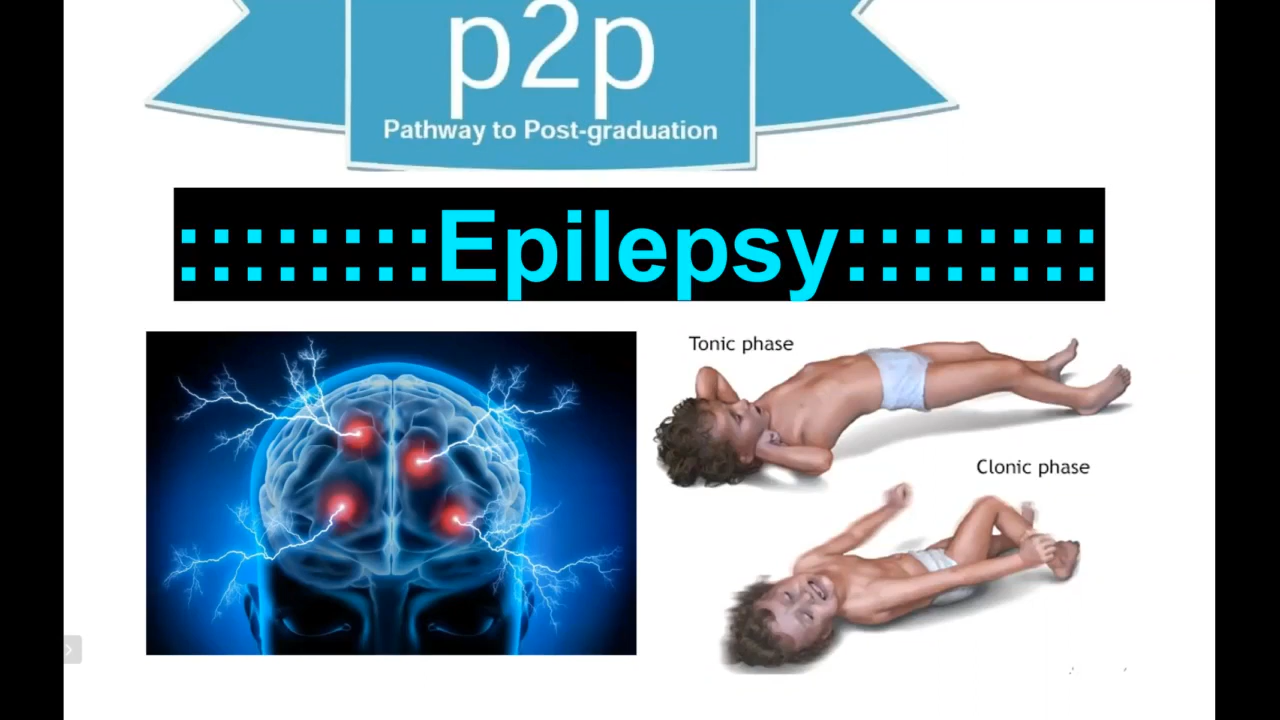 p2p
Pathway to Post-graduation
::::::::Epilepsy::::::::
Tonic phase
Clonic phase